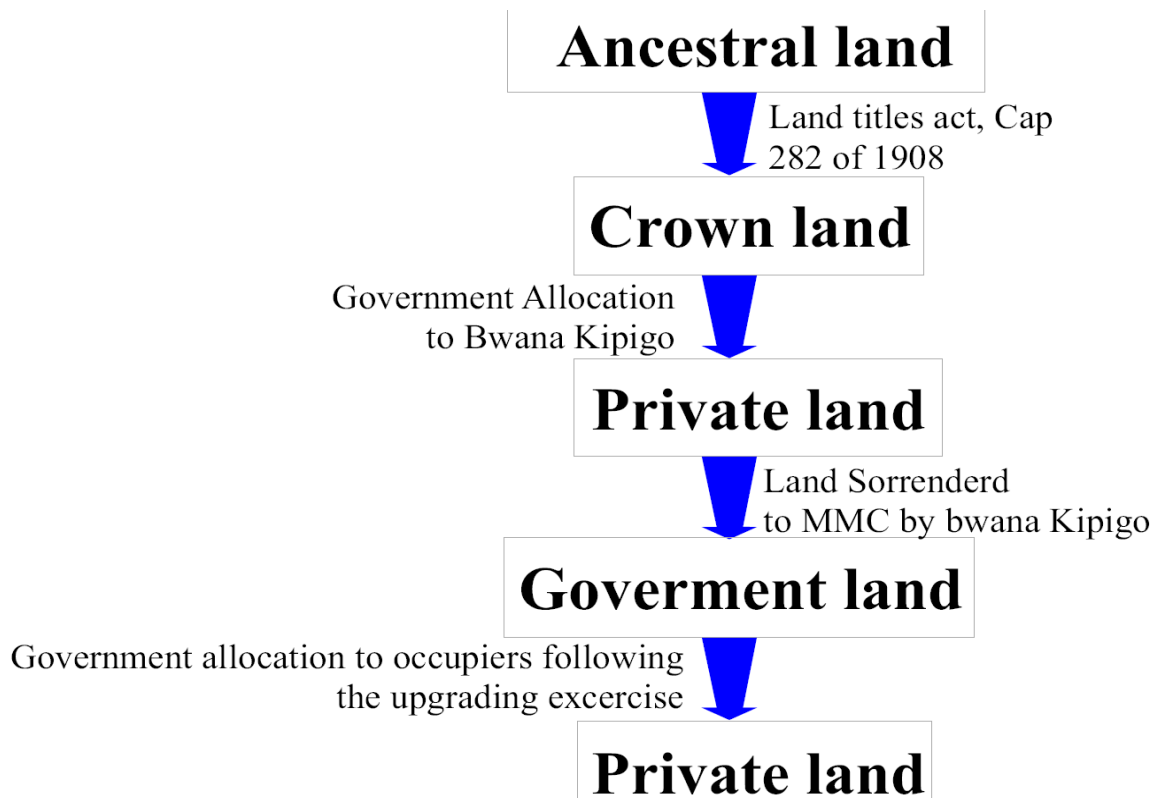 Ancestral land
Land titles act, Cap
282 of 1908
Crown land
Government Allocation
to Bwana Kipigo
Private land
Land Sorrenderd
to MMC by bwana Kipigo
Goverment land
Government allocation to occupiers following
the upgrading excercise
Private land